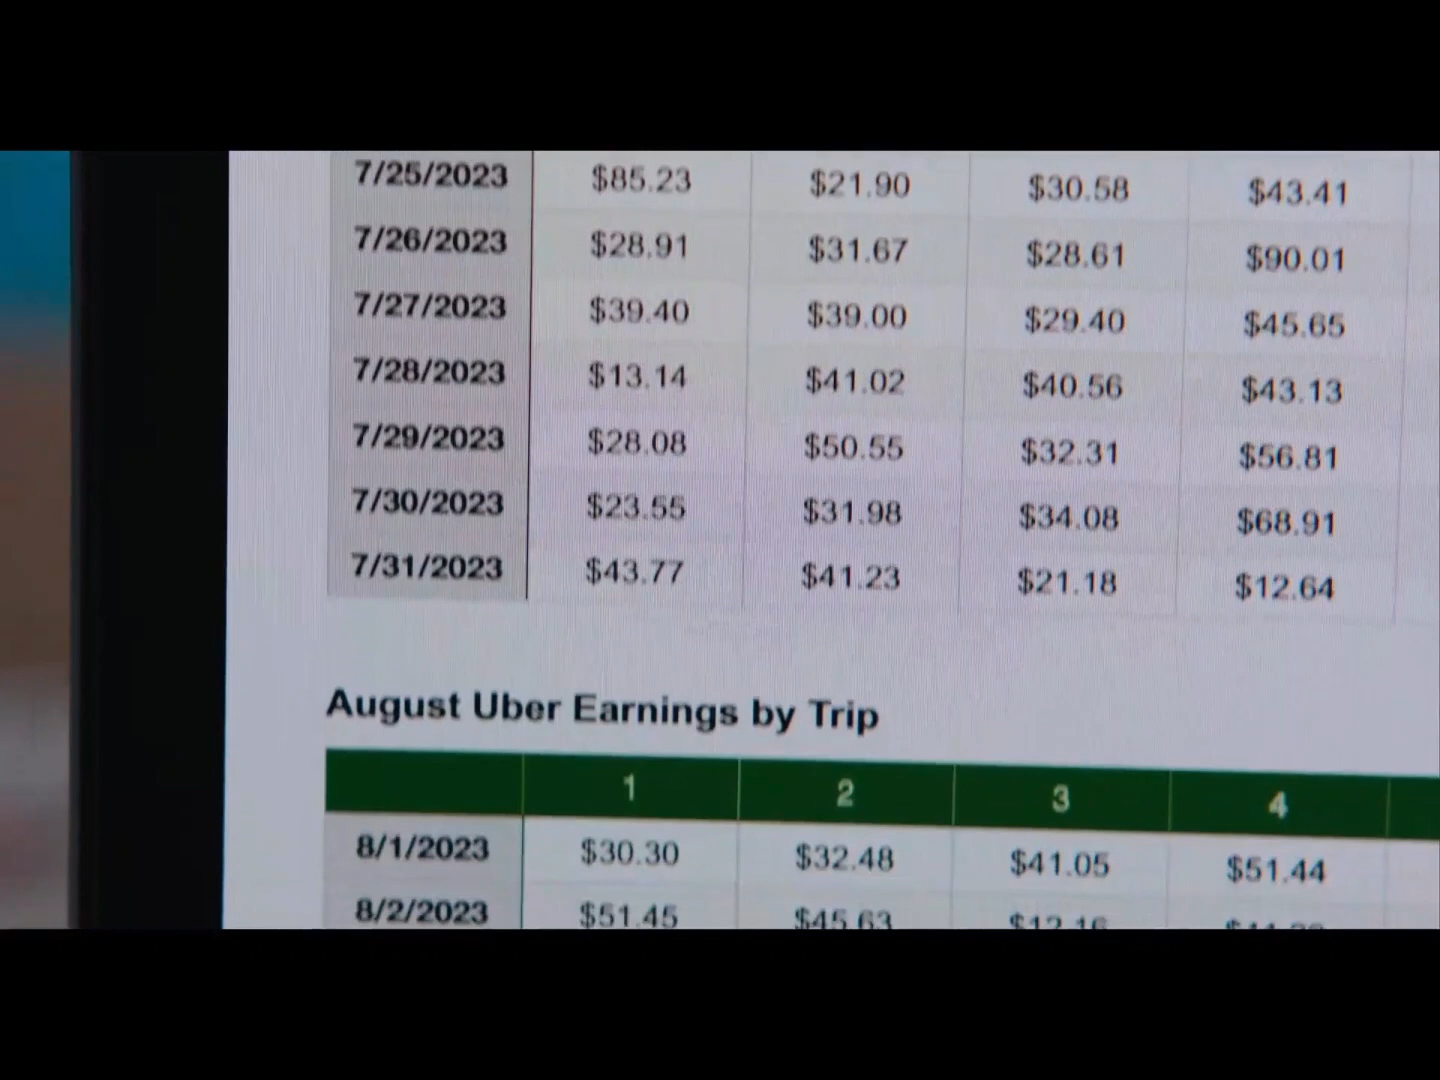 7/25/2023 $85.23 $21.90 $30.58 $43.41
7/26/2023 $28.91 $31.67 $28.61 $90.01
7/27/2023 $39.40 $39.00 $29.40 $45.65
7/28/2023 $13.14 $41.02 $40.56 $43.13
7/29/2023 $28.08 $50.55 $32.31 $56.81
7/30/2023 $23.55 $31.98 $34.08 $68.91
7/31/2023 $43.77 $41.23 $21.18 $12.64
August Uber Earnings by Trip
1 2 3 4
8/1/2023 $30.30 $32.48 $41.05 $51.44
8/2/2023 $51.45 $45.63 $12.16